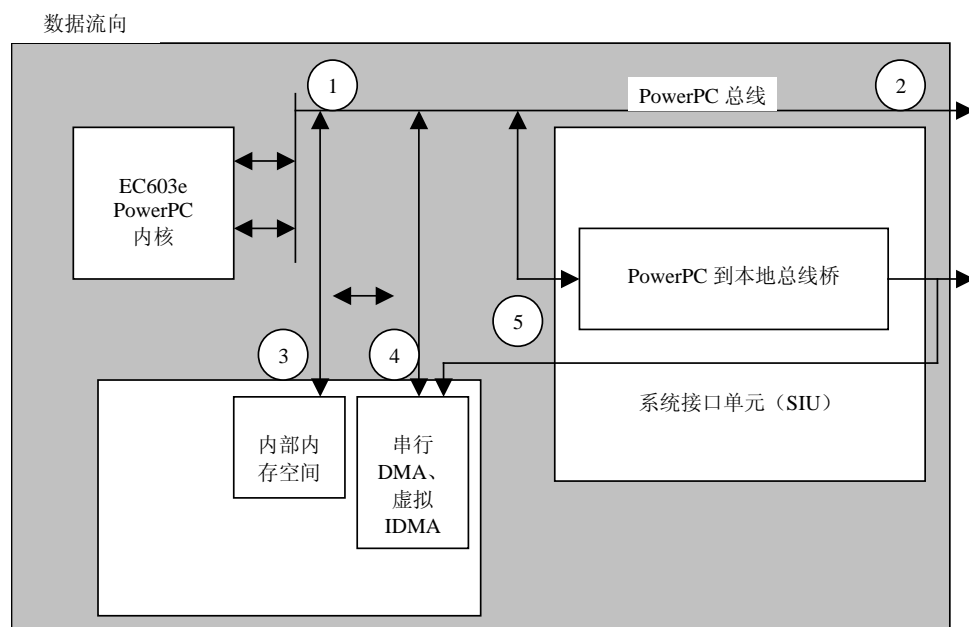 数据流向
1
2
PowerPC 总线
EC603e
PowerPC
内核
PowerPC 到本地总线桥
5
3
4
系统接口单元（SIU）
内部内
存空间
串行
DMA、
虚拟
IDMA